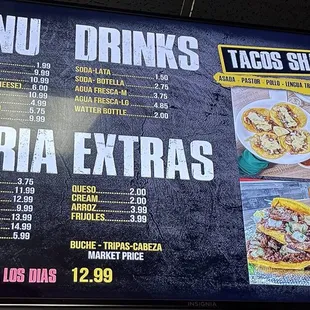 NU
1.99
9.99
10.99
CHEESE) 6.00
10.99
4.99
5.75
9.99
RIA
3.75
11.99
12.99
9.99
13.99
14.99
5.99
LOS DIAS 12.99
DRINKS
SODA-LATA 1.50
SODA- BOTELLA 2.75
AGUA FRESCA-M 3.75
AGUA FRESCA-LG 4.85
WATTER BOTTLE 2.00
EXTRAS
QUESO 2.00
CREAM 2.00
ARROZ 3.99
FRIJOLES 3.99
BUCHE - TRIPAS-CABEZA
MARKET PRICE
TACOS SH
ASADA - PASTOR - POLLO - LENGUA
INSIGNIA